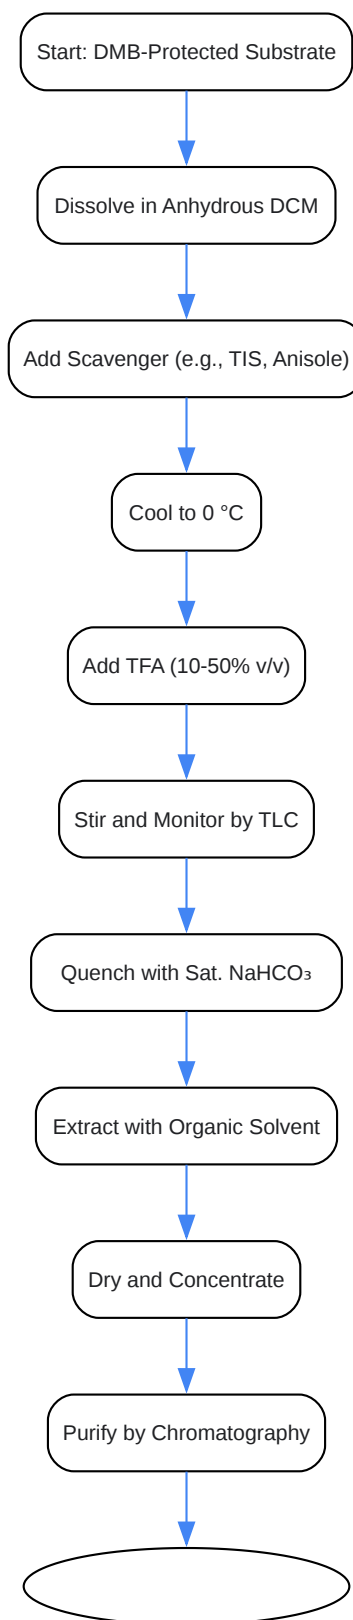 Start: DMB-Protected Substrate
Dissolve in Anhydrous DCM
Add Scavenger (e.g., TIS, Anisole)
Cool to 0 °C
Add TFA (10-50% v/v)
Stir and Monitor by TLC
Quench with Sat. NaHCO₃
Extract with Organic Solvent
Dry and Concentrate
Purify by Chromatography